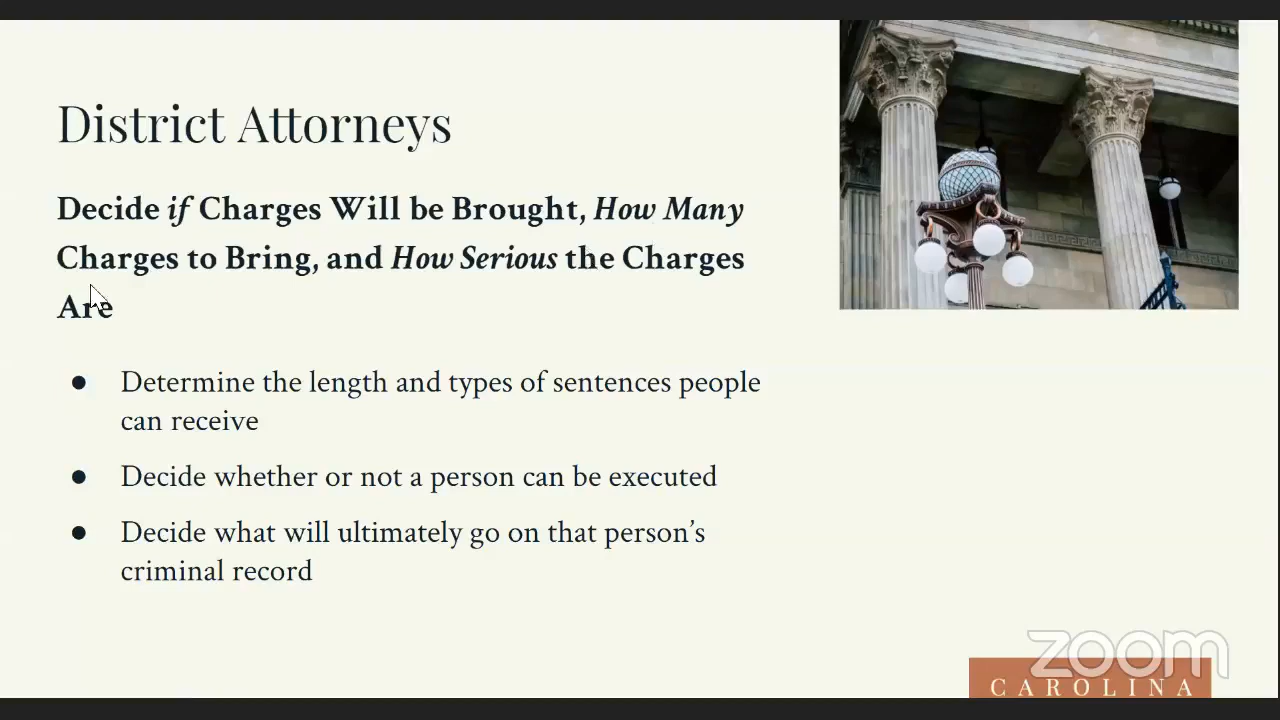 District Attorneys
Decide if Charges Will be Brought, How Many
Charges to Bring, and How Serious the Charges
Are
● Determine the length and types of sentences people
can receive
● Decide whether or not a person can be executed
● Decide what will ultimately go on that person’s
criminal record
zoom
CAROLINA